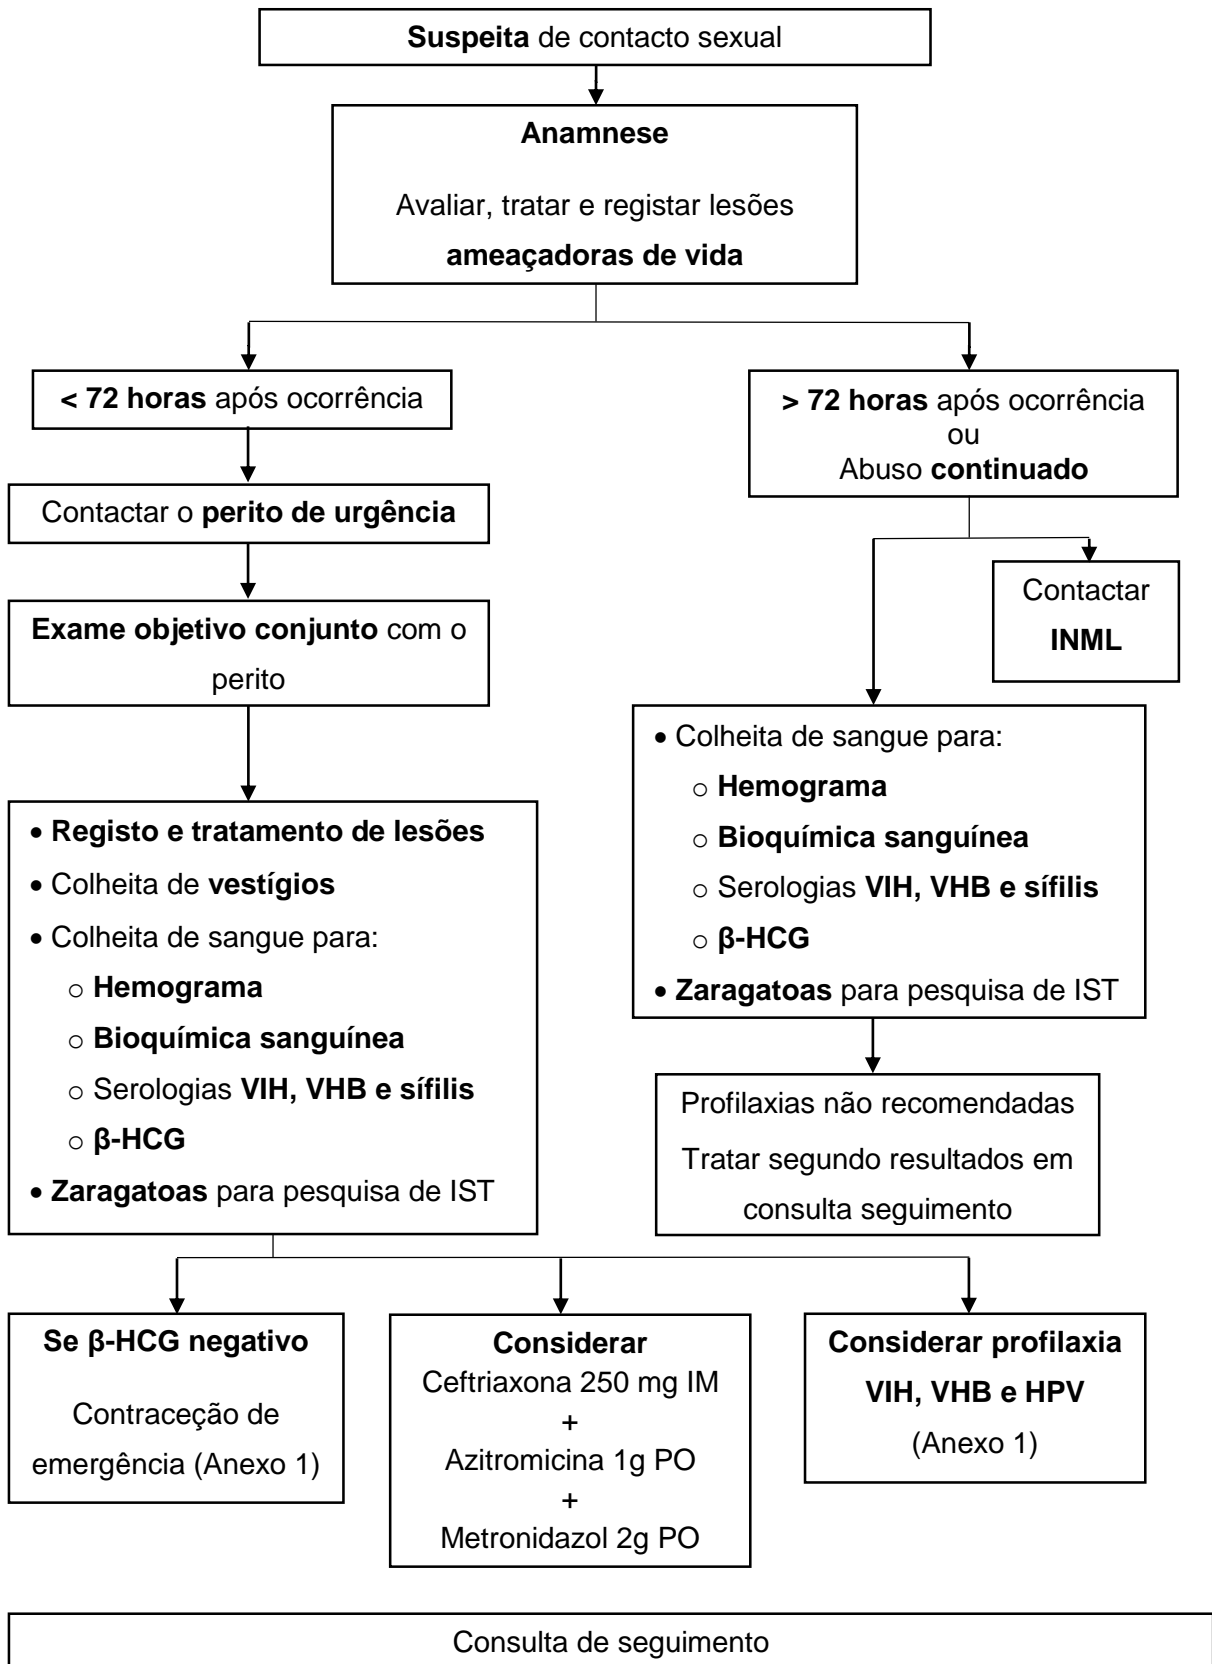 Suspeita de contacto sexual
Anamnese
Avaliar, tratar e registar lesões
ameaçadoras de vida
< 72 horas após ocorrência
Contactar o perito de urgência
Exame objetivo conjunto com o
perito
• Registo e tratamento de lesões
• Colheita de vestígios
• Colheita de sangue para:
o Hemograma
o Bioquímica sanguínea
o Serologias VIH, VHB e sífilis
o β-HCG
• Zaragatoas para pesquisa de IST
> 72 horas após ocorrência
ou
Abuso continuado
Contactar
INML
• Colheita de sangue para:
o Hemograma
o Bioquímica sanguínea
o Serologias VIH, VHB e sífilis
o β-HCG
• Zaragatoas para pesquisa de IST
Profilaxias não recomendadas
Tratar segundo resultados em
consulta seguimento
Se β-HCG negativo
Contraceção de
emergência (Anexo 1)
Considerar
Ceftriaxona 250 mg IM
+
Azitromicina 1g PO
+
Metronidazol 2g PO
Considerar profilaxia
VIH, VHB e HPV
(Anexo 1)
Consulta de seguimento